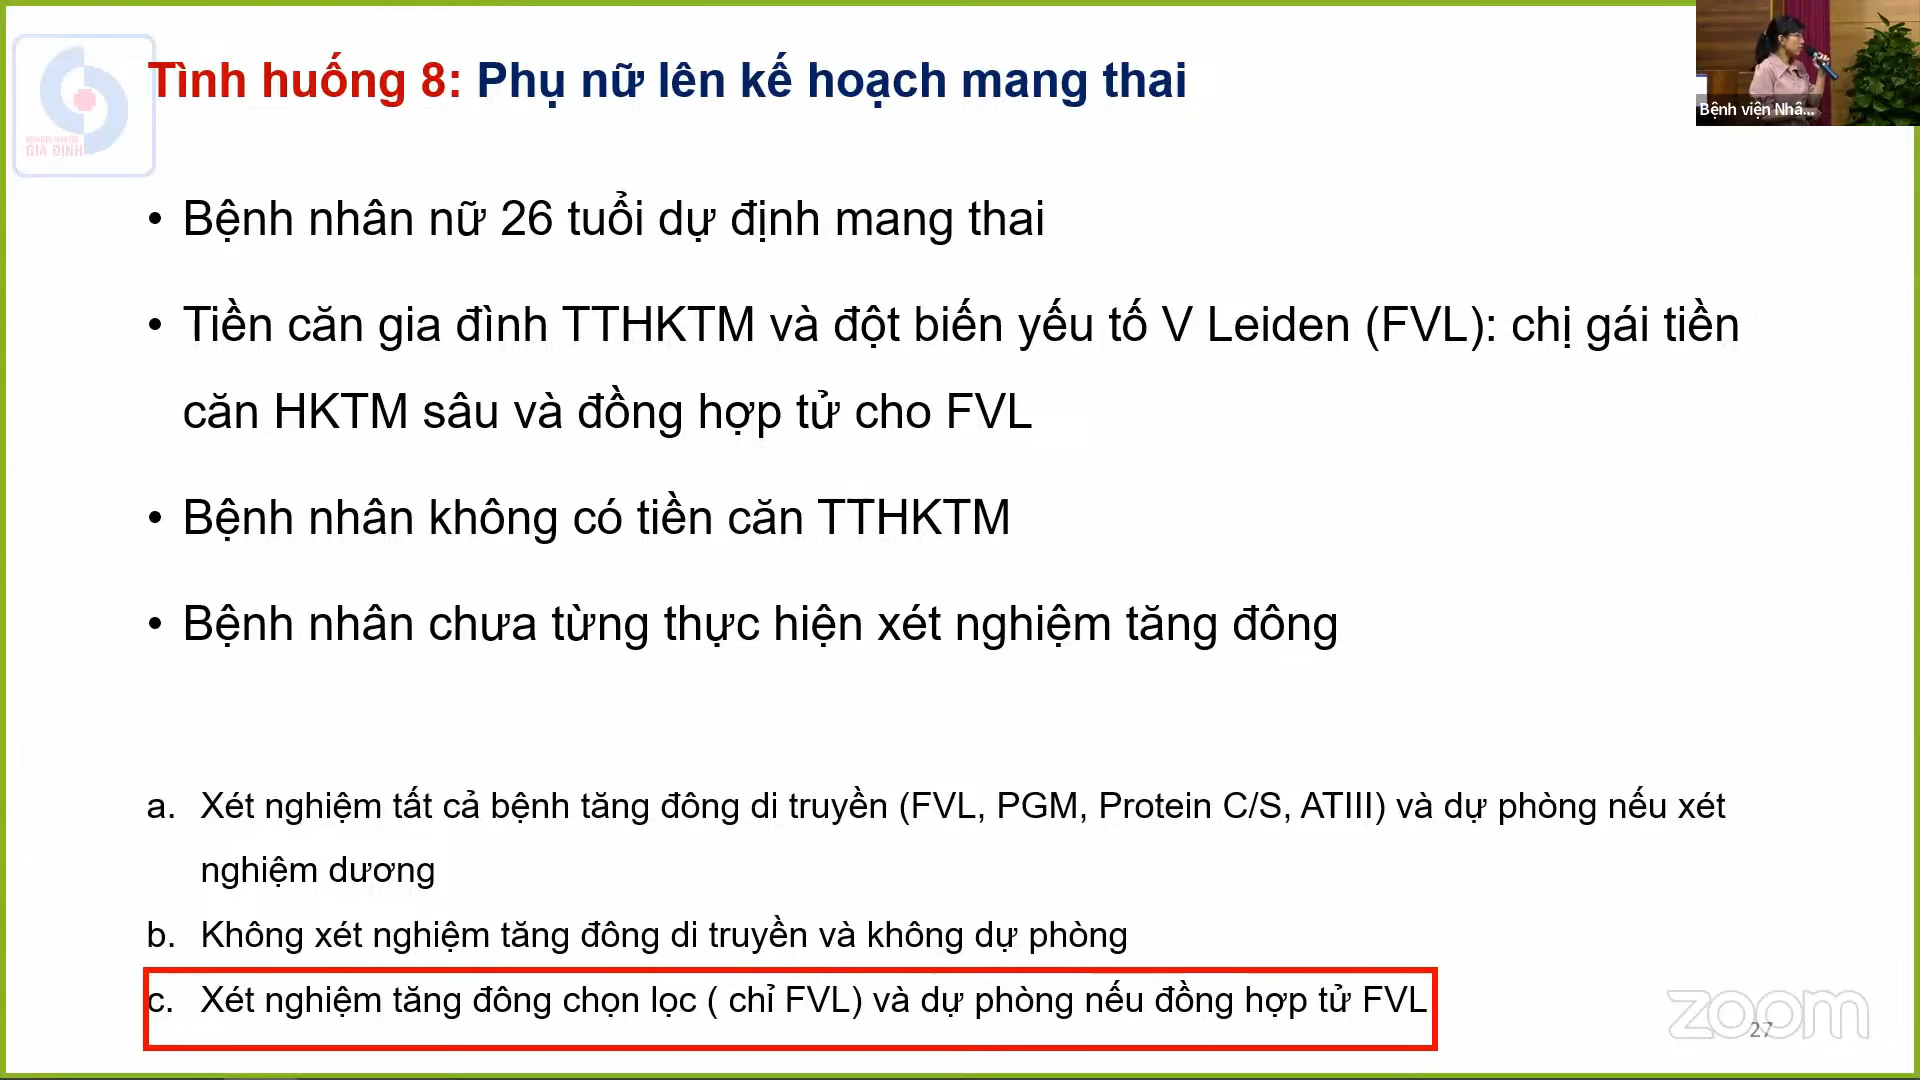 Tình huống 8: Phụ nữ lên kế hoạch mang thai
Bệnh viện Nhâ...
GIA ĐỊNH
• Bệnh nhân nữ 26 tuổi dự định mang thai
• Tiền căn gia đình TTHKTM và đột biến yếu tố V Leiden (FVL): chị gái tiền
căn HKTM sâu và đồng hợp tử cho FVL
• Bệnh nhân không có tiền căn TTHKTM
• Bệnh nhân chưa từng thực hiện xét nghiệm tăng đông
a. Xét nghiệm tất cả bệnh tăng đông di truyền (FVL, PGM, Protein C/S, ATIII) và dự phòng nếu xét
nghiệm dương
b. Không xét nghiệm tăng đông di truyền và không dự phòng
c. Xét nghiệm tăng đông chọn lọc ( chỉ FVL) và dự phòng nếu đồng hợp tử FVL
zoom
27